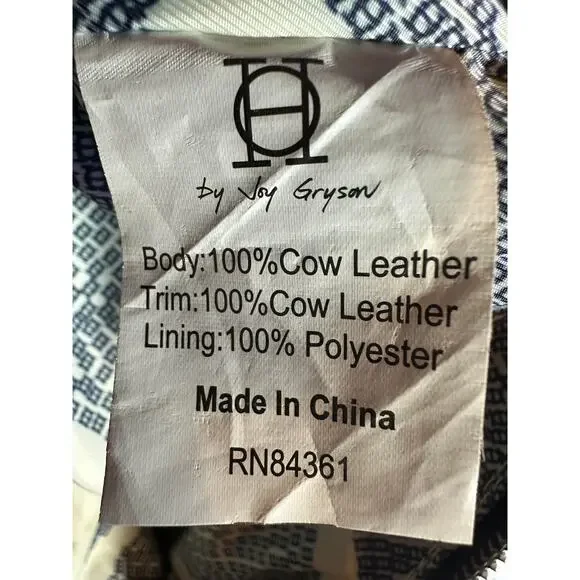 by Joy Gryson
Body:100%Cow Leather
Trim:100%Cow Leather
Lining:100% Polyester
Made In China
RN84361